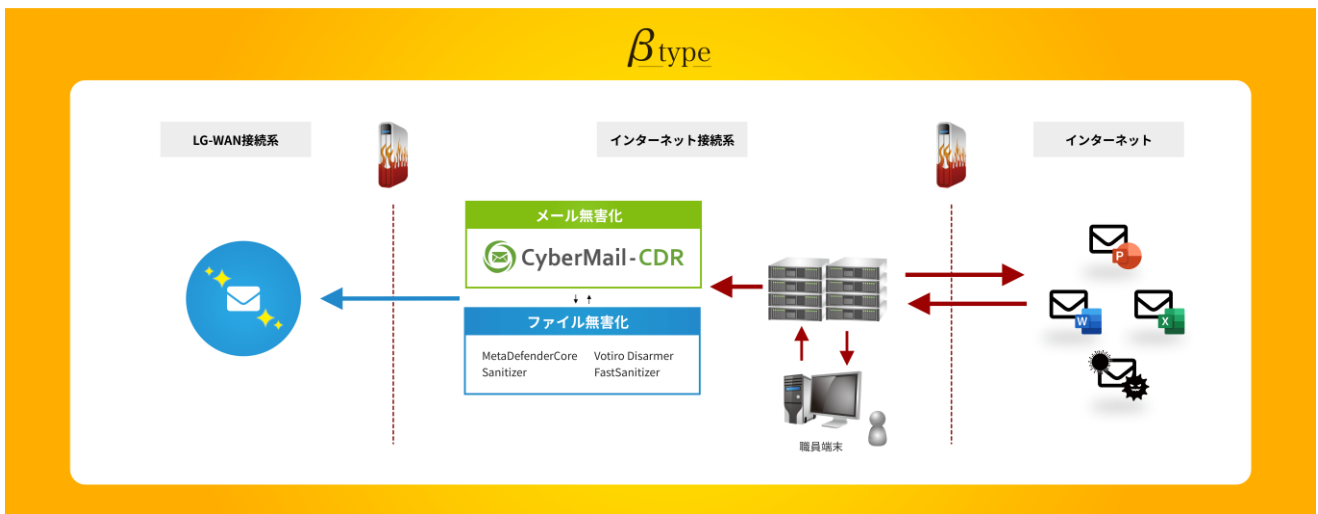 β type
LG-WAN接続系
インターネット接続系
インターネット
メール無害化
CyberMail-CDR
ファイル無害化
MetaDefenderCore Votiro Disarmer
Sanitizer FastSanitizer
P
W
X
職員端末